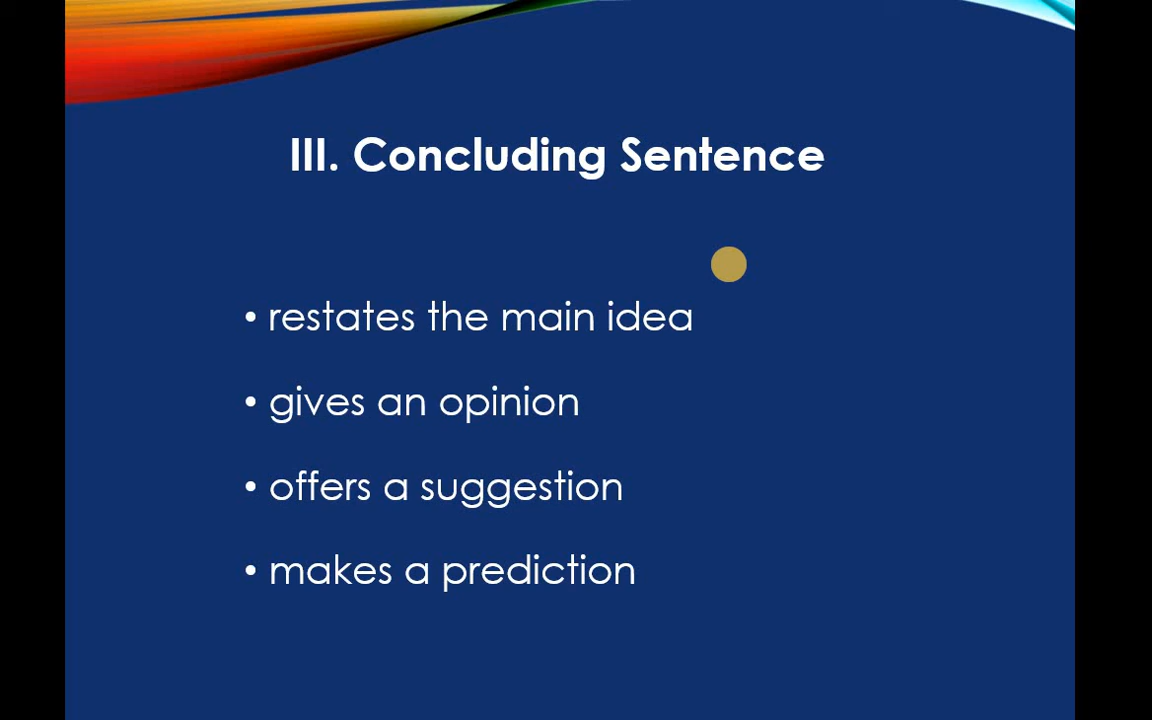 III. Concluding Sentence
• restates the main idea
• gives an opinion
• offers a suggestion
• makes a prediction